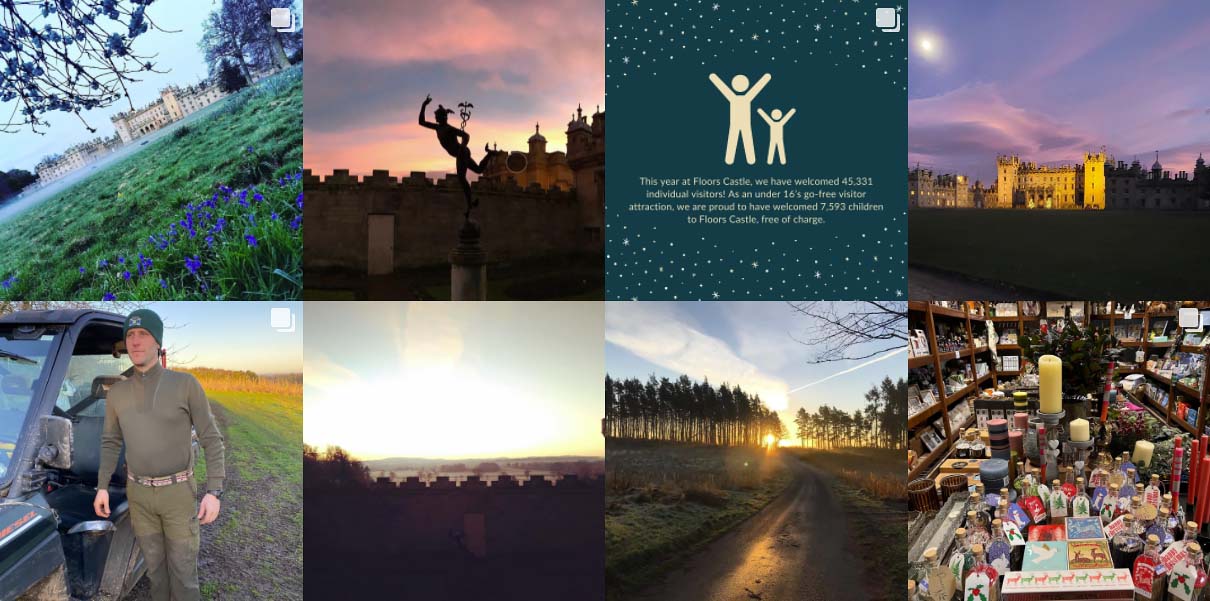 This year at Floors Castle, we have welcomed 45,331
individual visitors! As an under 16's go-free visitor
attraction, we are proud to have welcomed 7,593 children
to Floors Castle, free of charge.